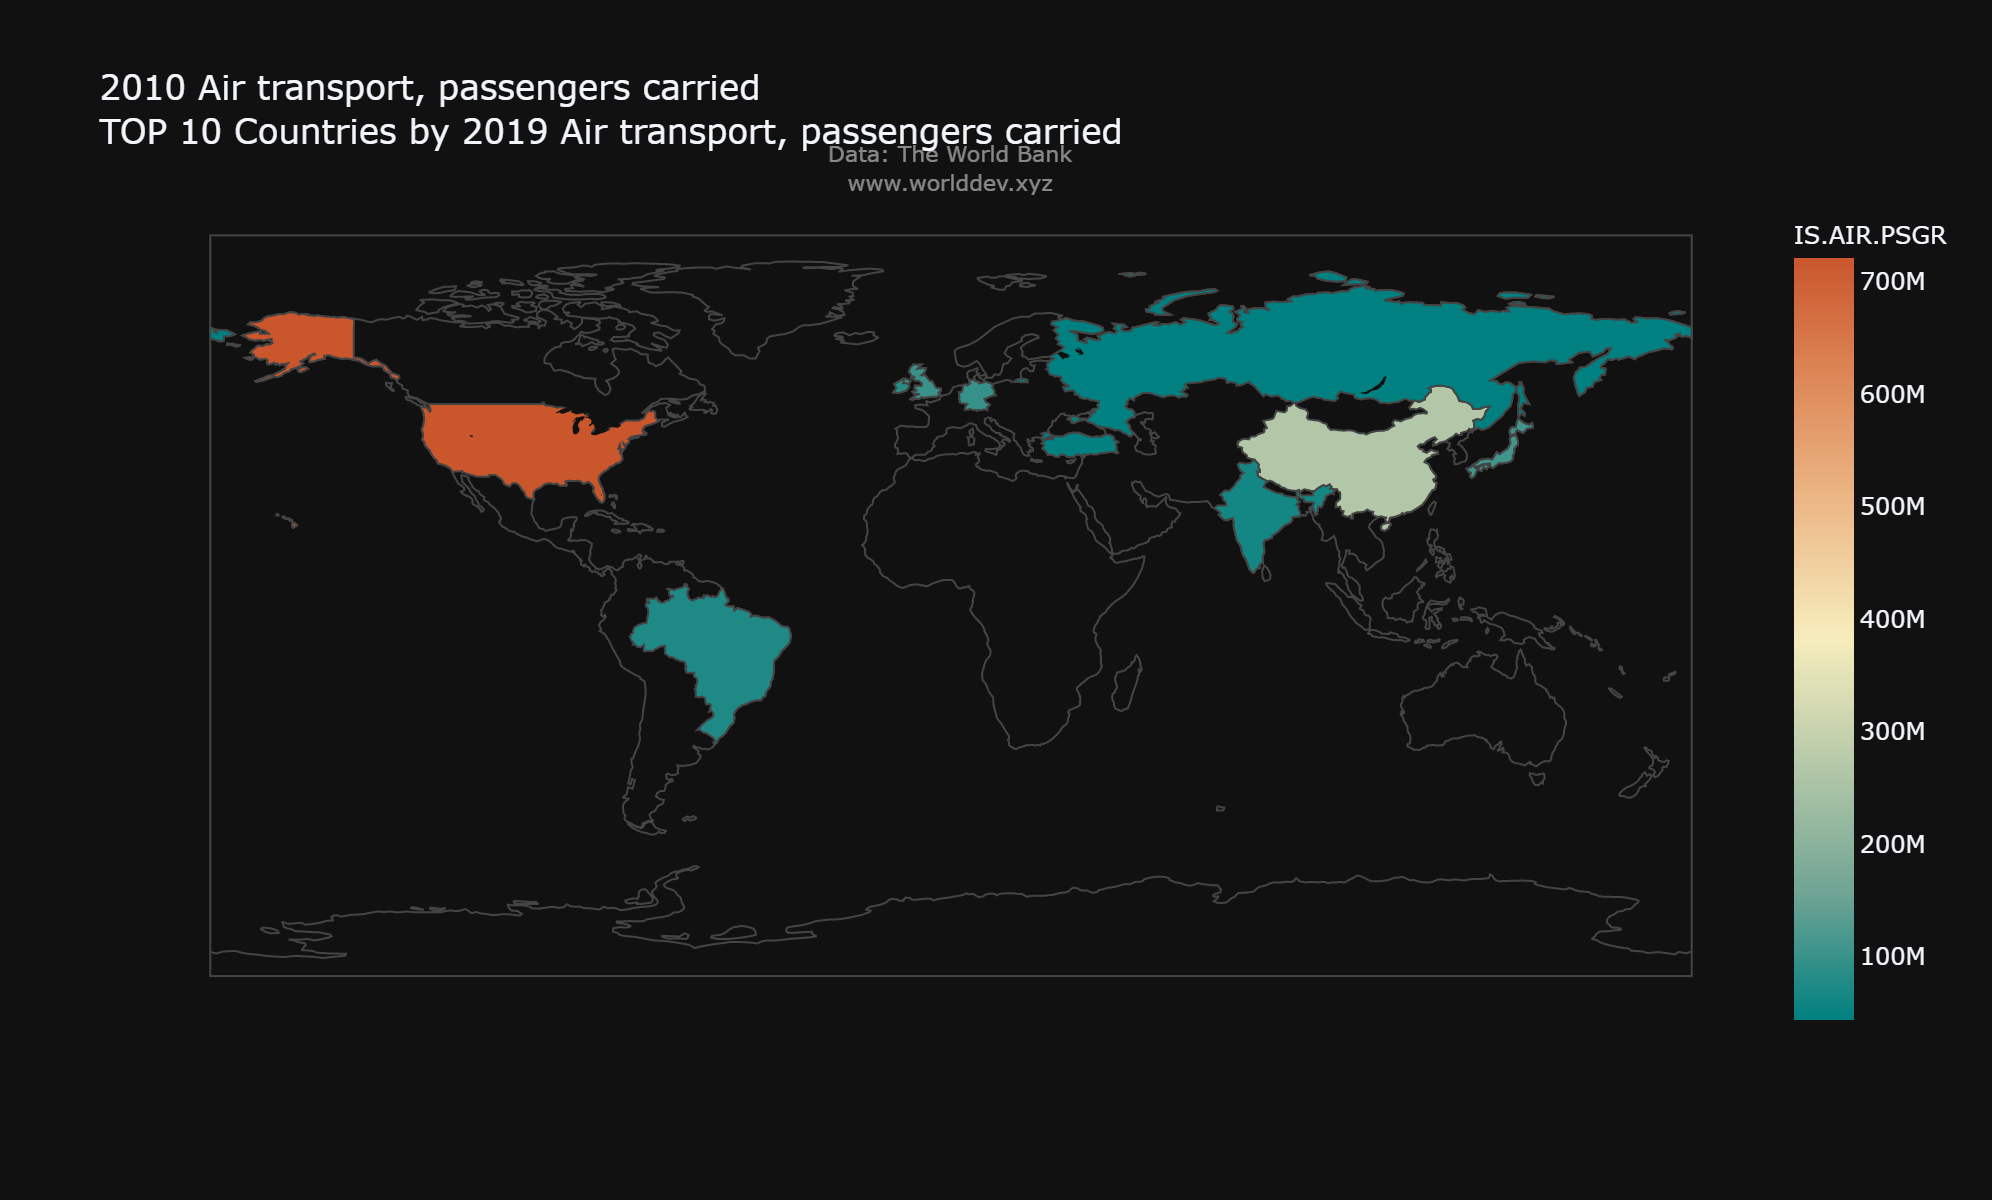 2010 Air transport, passengers carried
TOP 10 Countries by 2019 Air transport, passengers carried
Data: The World Bank
www.worlddev.xyz
IS.AIR.PSGR
700M
600M
500M
400M
300M
200M
100M